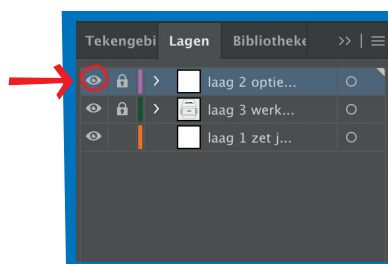 Tekengebi Lagen Bibliotheke >>
laag 2 optie...
laag 3 werk...
laag 1 zet j...